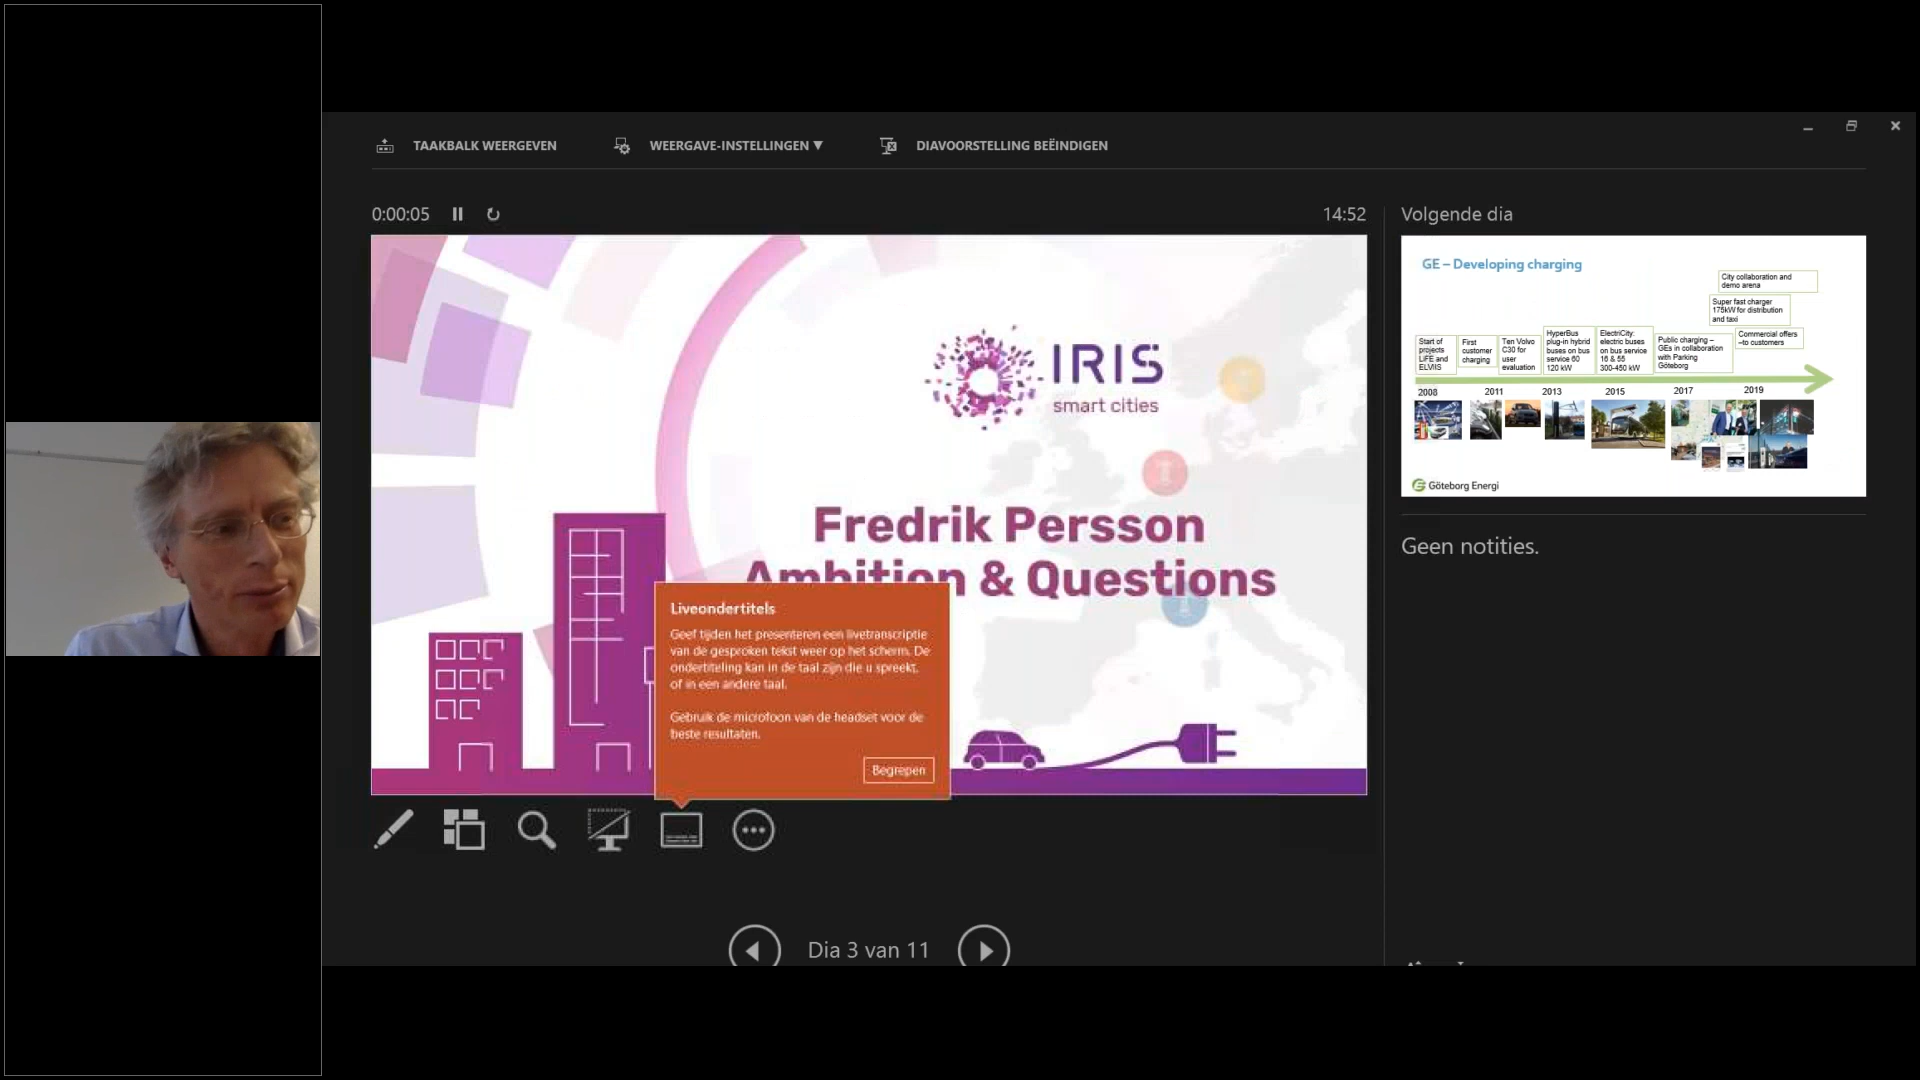 TAAKBALK WEERGEVEN
WEERGAVE-INSTELLINGEN ▼
DIAVOORSTELLING BEËINDIGEN
0:00:05
14:52
IRIS
smart cities
Fredrik Persson
Ambition & Questions
Liveondertitels
Geef tijden het presenteren een livetranscriptie
van de gesproken tekst weer op het scherm. De
ondertiteling kan in de taal zijn die u spreekt,
of in een andere taal.
Gebruik de microfoon van de headset voor de
beste resultaten.
Begrepen
Dia 3 van 11
Volgende dia
GE – Developing charging
City collaboration and
demo arena
Super fast charger
175kW for distribution
and taxi
Commercial offers
–to customers
Start of
projects
LIFE and
ELVIIS
First
customer
charging
Ten Volvo
C30 for
user
evaluation
HyperBus
plug-in hybrid
buses on bus
service 60
120 kW
ElectriCity:
electric buses
on bus service
16 & 55
300-450 kW
Public charging –
GEs in collaboration
with Parking
Göteborg
2008
2011
2013
2015
2017
2019
Göteborg Energi
Geen notities.